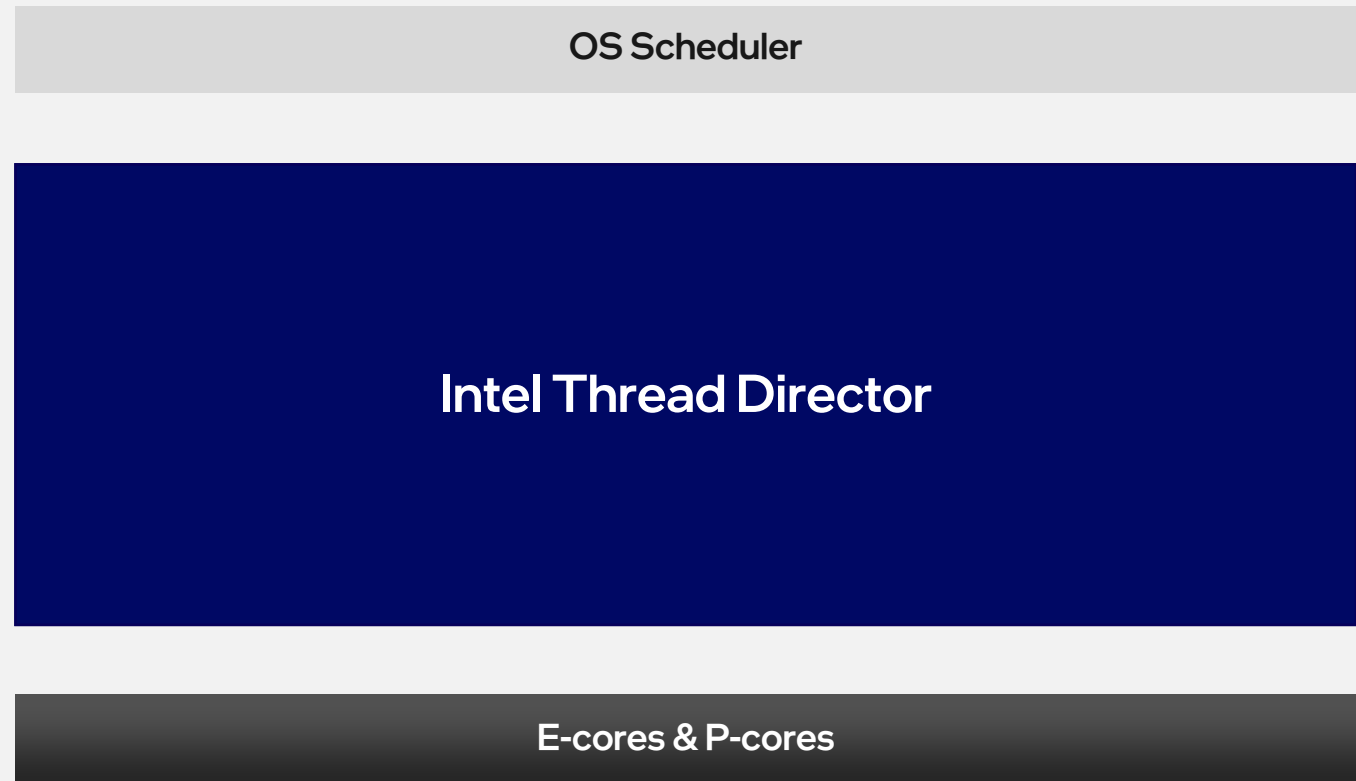 OS Scheduler
Intel Thread Director
E-cores & P-cores